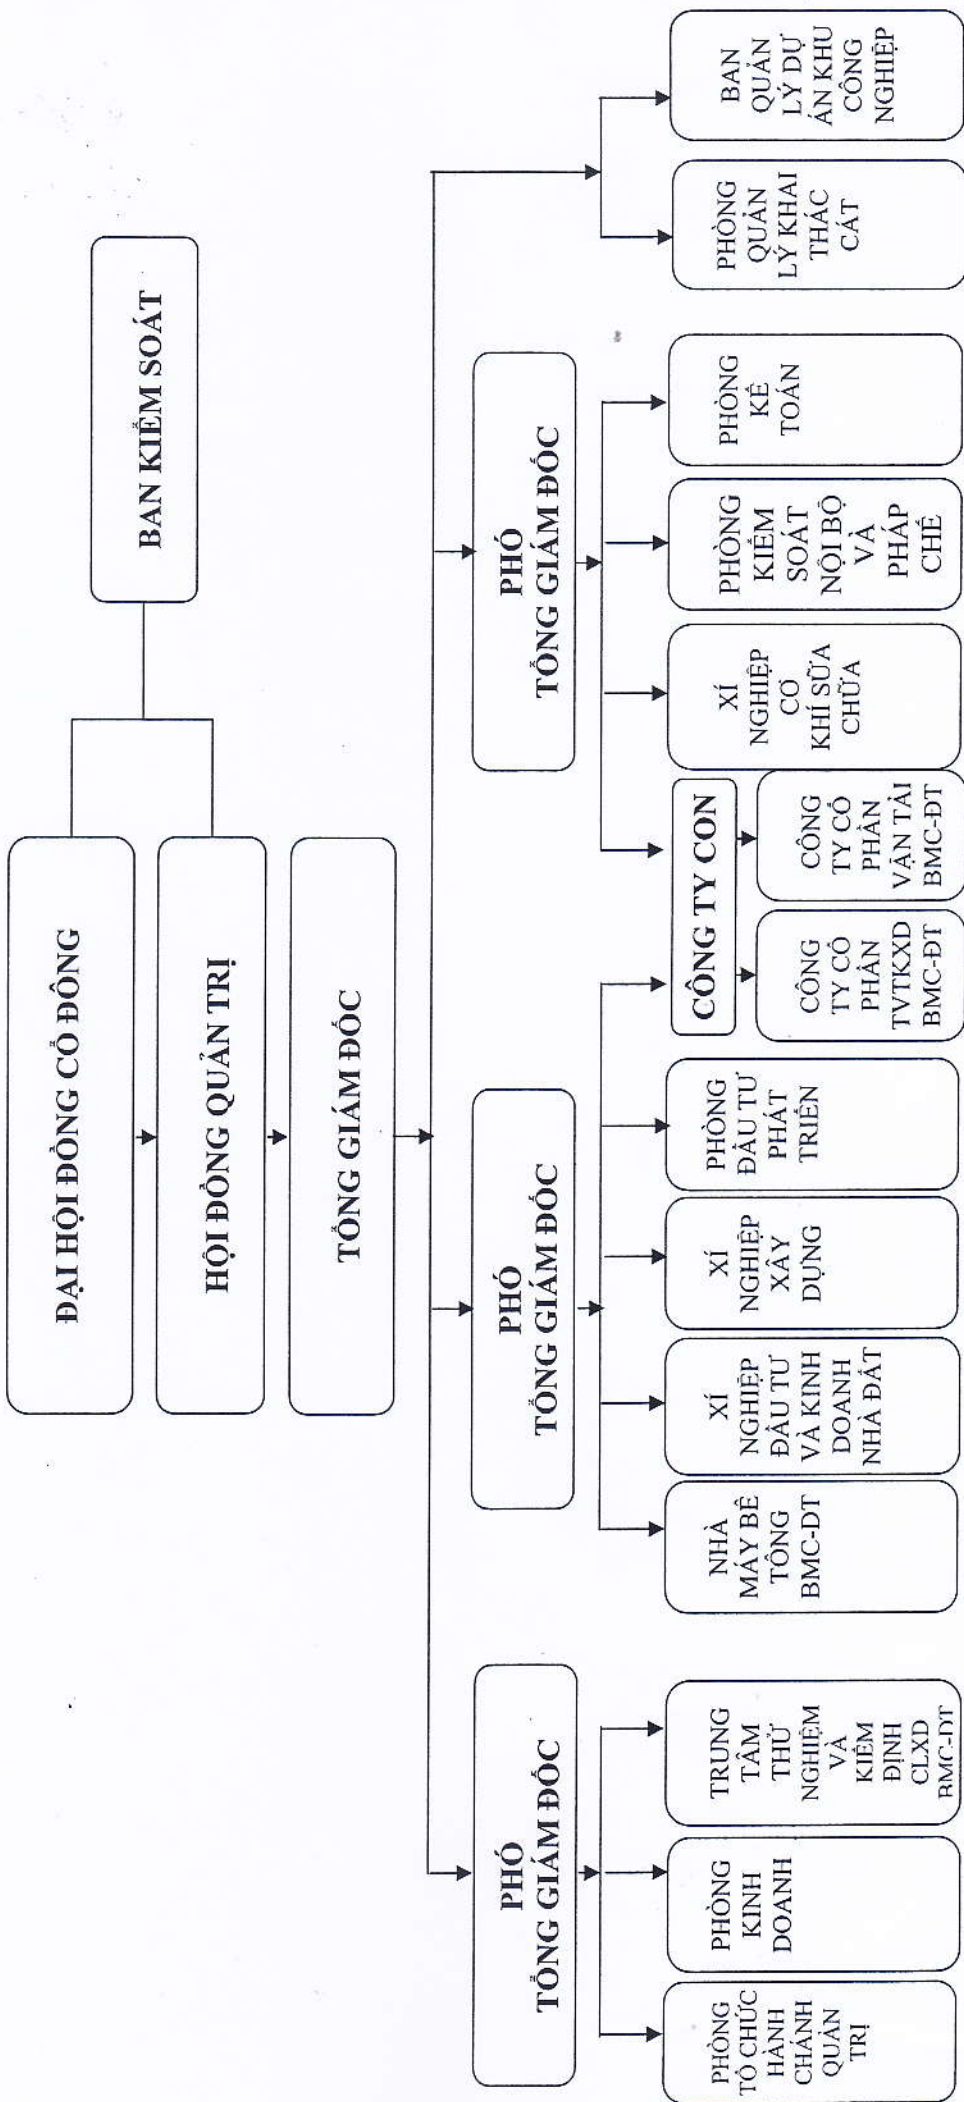 ĐẠI HỘI ĐỒNG CỔ ĐÔNG
BAN KIỂM SOÁT
HỘI ĐỒNG QUẢN TRỊ
TỔNG GIÁM ĐỐC
PHÓ
TỔNG GIÁM ĐỐC
PHÓ
TỔNG GIÁM ĐỐC
PHÓ
TỔNG GIÁM ĐỐC
PHÒNG
TỔ CHỨC
HÀNH
CHÁNH
QUẢN
TRỊ
PHÒNG
KINH
DOANH
TRUNG
TÂM
THỬ
NGHIỆM
VÀ
KIỂM
ĐỊNH
CLXD
BMC-DT
NHÀ
MÁY BÊ
TÔNG
BMC-DT
XÍ
NGHIỆP
ĐẦU TƯ
VÀ KINH
DOANH
NHÀ ĐẤT
XÍ
NGHIỆP
XÂY
DỰNG
PHÒNG
ĐẦU TƯ
PHÁT
TRIỂN
CÔNG TY CON
CÔNG
TY CỔ
PHẦN
TVTKXD
BMC-ĐT
CÔNG
TY CỔ
PHẦN
VẬN TẢI
BMC-ĐT
XÍ
NGHIỆP
CƠ
KHÍ SỮA
CHỮA
PHÒNG
KIỂM
SOÁT
NỘI BỘ
VÀ
PHÁP
CHẾ
PHÒNG
KẾ
TOÁN
PHÒNG
QUẢN
LÝ KHAI
THÁC
CÁT
BAN
QUẢN
LÝ DỰ
ÁN KHU
CÔNG
NGHIỆP